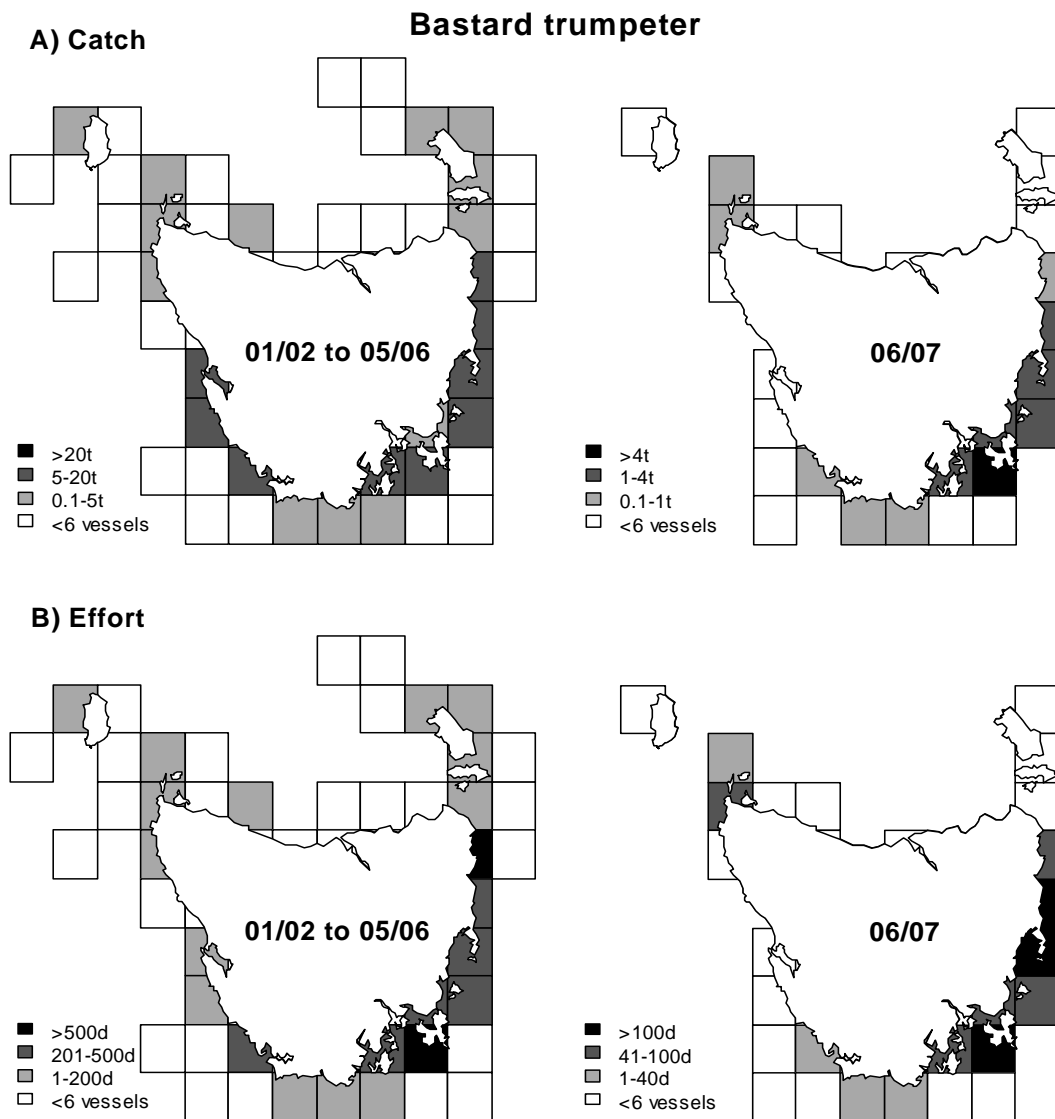 Bastard trumpeter
A) Catch
01/02 to 05/06
06/07
>20t
5-20t
0.1-5t
<6 vessels
>4t
1-4t
0.1-1t
<6 vessels
B) Effort
01/02 to 05/06
06/07
>500d
201-500d
1-200d
<6 vessels
>100d
41-100d
1-40d
<6 vessels